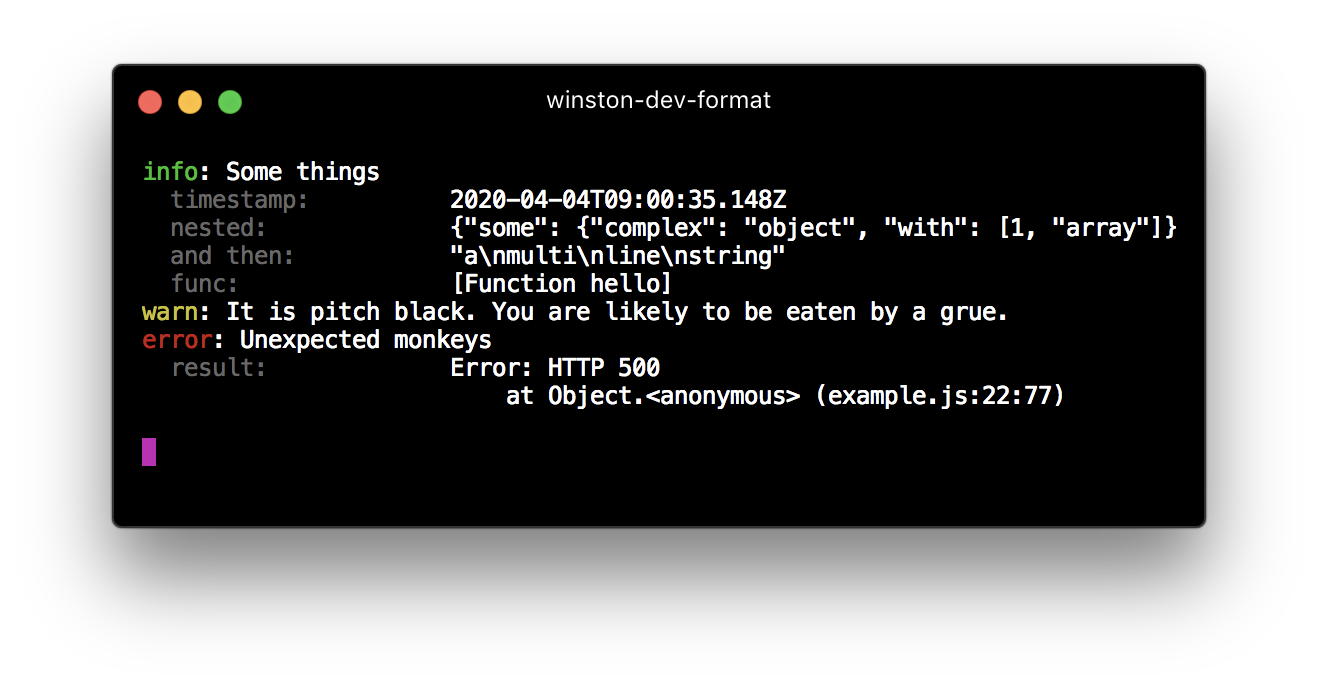 winston-dev-format
info: Some things
  timestamp:          2020-04-04T09:00:35.148Z
  nested:             {"some": {"complex": "object", "with": [1, "array"]}
  and then:           "a\nmulti\nline\nstring"
  func:               [Function hello]
warn: It is pitch black. You are likely to be eaten by a grue.
error: Unexpected monkeys
  result:             Error: HTTP 500
                          at Object.<anonymous> (example.js:22:77)